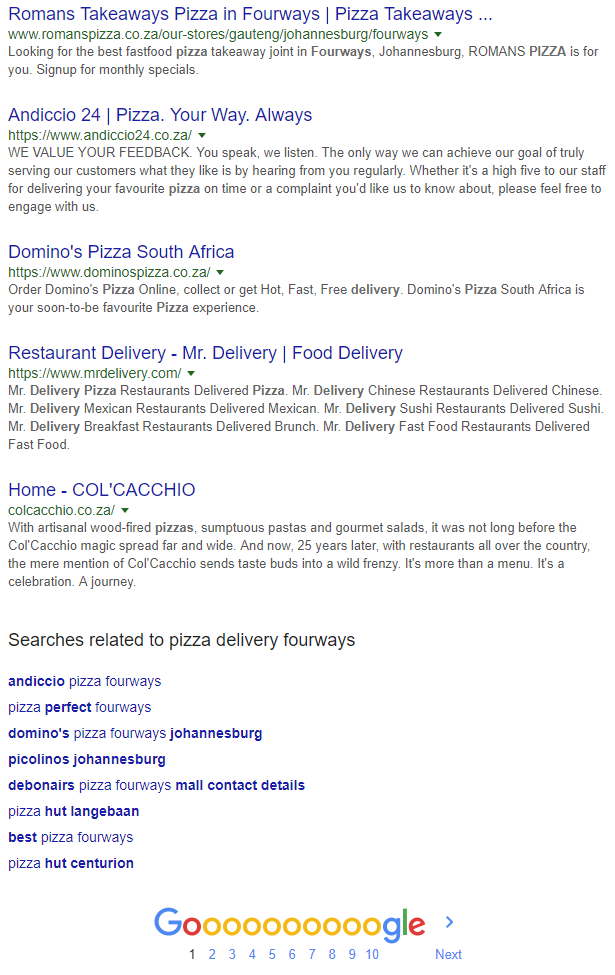 Romans Takeaways Pizza in Fourways | Pizza Takeaways ...
www.romanspizza.co.za/our-stores/gauteng/johannesburg/fourways
Looking for the best fastfood pizza takeaway joint in Fourways, Johannesburg, ROMANS PIZZA is for
you. Signup for monthly specials.
Andiccio 24 | Pizza. Your Way. Always
https://www.andiccio24.co.za/
WE VALUE YOUR FEEDBACK. You speak, we listen. The only way we can achieve our goal of truly
serving our customers what they like is by hearing from you regularly. Whether it's a high five to our staff
for delivering your favourite pizza on time or a complaint you'd like us to know about, please feel free to
engage with us.
Domino's Pizza South Africa
https://www.dominospizza.co.za/
Order Domino's Pizza Online, collect or get Hot, Fast, Free delivery. Domino's Pizza South Africa is
your soon-to-be favourite Pizza experience.
Restaurant Delivery - Mr. Delivery | Food Delivery
https://www.mrdelivery.com/
Mr. Delivery Pizza Restaurants Delivered Pizza. Mr. Delivery Chinese Restaurants Delivered Chinese.
Mr. Delivery Mexican Restaurants Delivered Mexican. Mr. Delivery Sushi Restaurants Delivered Sushi.
Mr. Delivery Breakfast Restaurants Delivered Brunch. Mr. Delivery Fast Food Restaurants Delivered
Fast Food.
Home - COL'CACCHIO
colcacchio.co.za/
With artisanal wood-fired pizzas, sumptuous pastas and gourmet salads, it was not long before the
Col'Cacchio magic spread far and wide. And now, 25 years later, with restaurants all over the country,
the mere mention of Col'Cacchio sends taste buds into a wild frenzy. It's more than a menu. It's a
celebration. A journey.
Searches related to pizza delivery fourways
andiccio pizza fourways
pizza perfect fourways
domino's pizza fourways johannesburg
picolinos johannesburg
debonairs pizza fourways mall contact details
pizza hut langebaan
best pizza fourways
pizza hut centurion
Goooooooooogle
1 2 3 4 5 6 7 8 9 10 Next